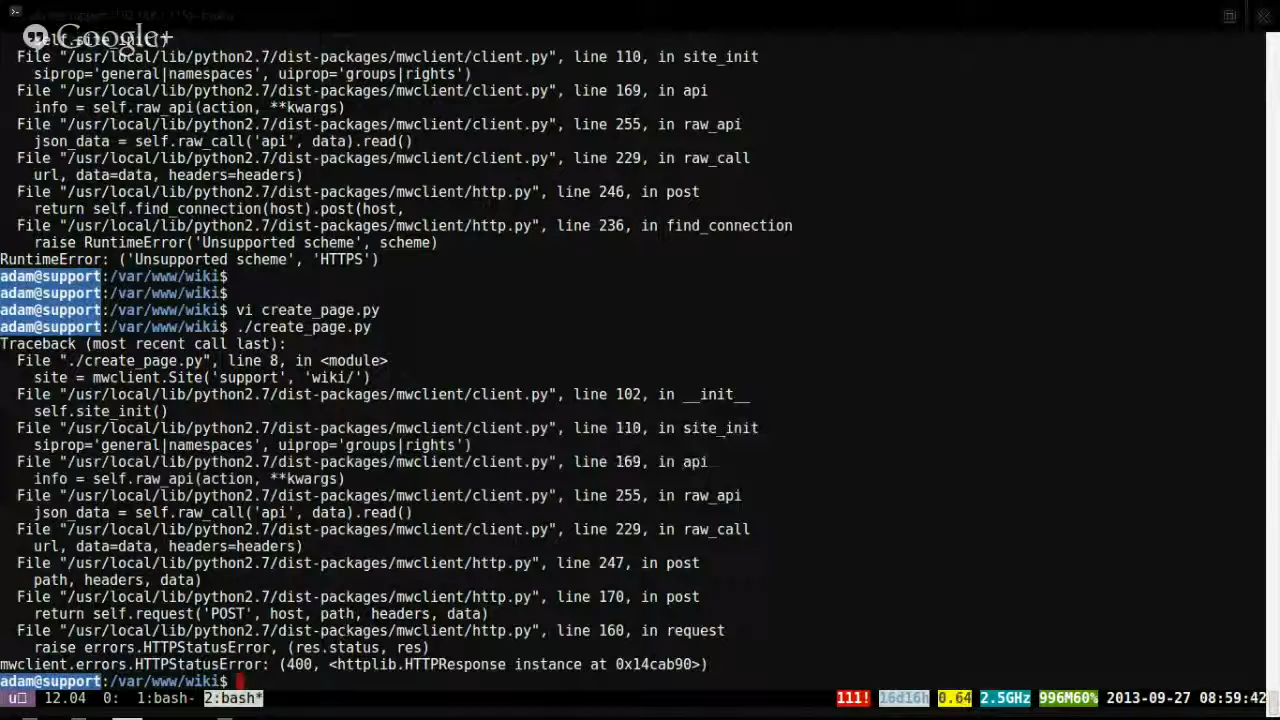 Google+
self.site_init()
File "/usr/local/lib/python2.7/dist-packages/mwclient/client.py", line 110, in site_init
siprop='general|namespaces', uiprop='groups|rights')
File "/usr/local/lib/python2.7/dist-packages/mwclient/client.py", line 169, in api
info = self.raw_api(action, **kwargs)
File "/usr/local/lib/python2.7/dist-packages/mwclient/client.py", line 255, in raw_api
json_data = self.raw_call('api', data).read()
File "/usr/local/lib/python2.7/dist-packages/mwclient/client.py", line 229, in raw_call
url, data=data, headers=headers)
File "/usr/local/lib/python2.7/dist-packages/mwclient/http.py", line 246, in post
return self.find_connection(host).post(host,
File "/usr/local/lib/python2.7/dist-packages/mwclient/http.py", line 236, in find_connection
raise RuntimeError('Unsupported scheme', scheme)
RuntimeError: ('Unsupported scheme', 'HTTPS')
adam@support:/var/www/wiki$
adam@support:/var/www/wiki$
adam@support:/var/www/wiki$ vi create_page.py
adam@support:/var/www/wiki$ ./create_page.py
Traceback (most recent call last):
File "./create_page.py", line 8, in <module>
site = mwclient.Site('support', 'wiki/')
File "/usr/local/lib/python2.7/dist-packages/mwclient/client.py", line 102, in __init__
self.site_init()
File "/usr/local/lib/python2.7/dist-packages/mwclient/client.py", line 110, in site_init
siprop='general|namespaces', uiprop='groups|rights')
File "/usr/local/lib/python2.7/dist-packages/mwclient/client.py", line 169, in api
info = self.raw_api(action, **kwargs)
File "/usr/local/lib/python2.7/dist-packages/mwclient/client.py", line 255, in raw_api
json_data = self.raw_call('api', data).read()
File "/usr/local/lib/python2.7/dist-packages/mwclient/client.py", line 229, in raw_call
url, data=data, headers=headers)
File "/usr/local/lib/python2.7/dist-packages/mwclient/http.py", line 247, in post
path, headers, data)
File "/usr/local/lib/python2.7/dist-packages/mwclient/http.py", line 170, in post
return self.request('POST', host, path, headers, data)
File "/usr/local/lib/python2.7/dist-packages/mwclient/http.py", line 160, in request
raise errors.HTTPStatusError, (res.status, res)
mwclient.errors.HTTPStatusError: (400, <httplib.HTTPResponse instance at 0x14cab90>)
adam@support:/var/www/wiki$
u 12.04 0: 1:bash- 2:bash* 111! 16d16h 0.64 2.5GHz 996M60% 2013-09-27 08:59:42